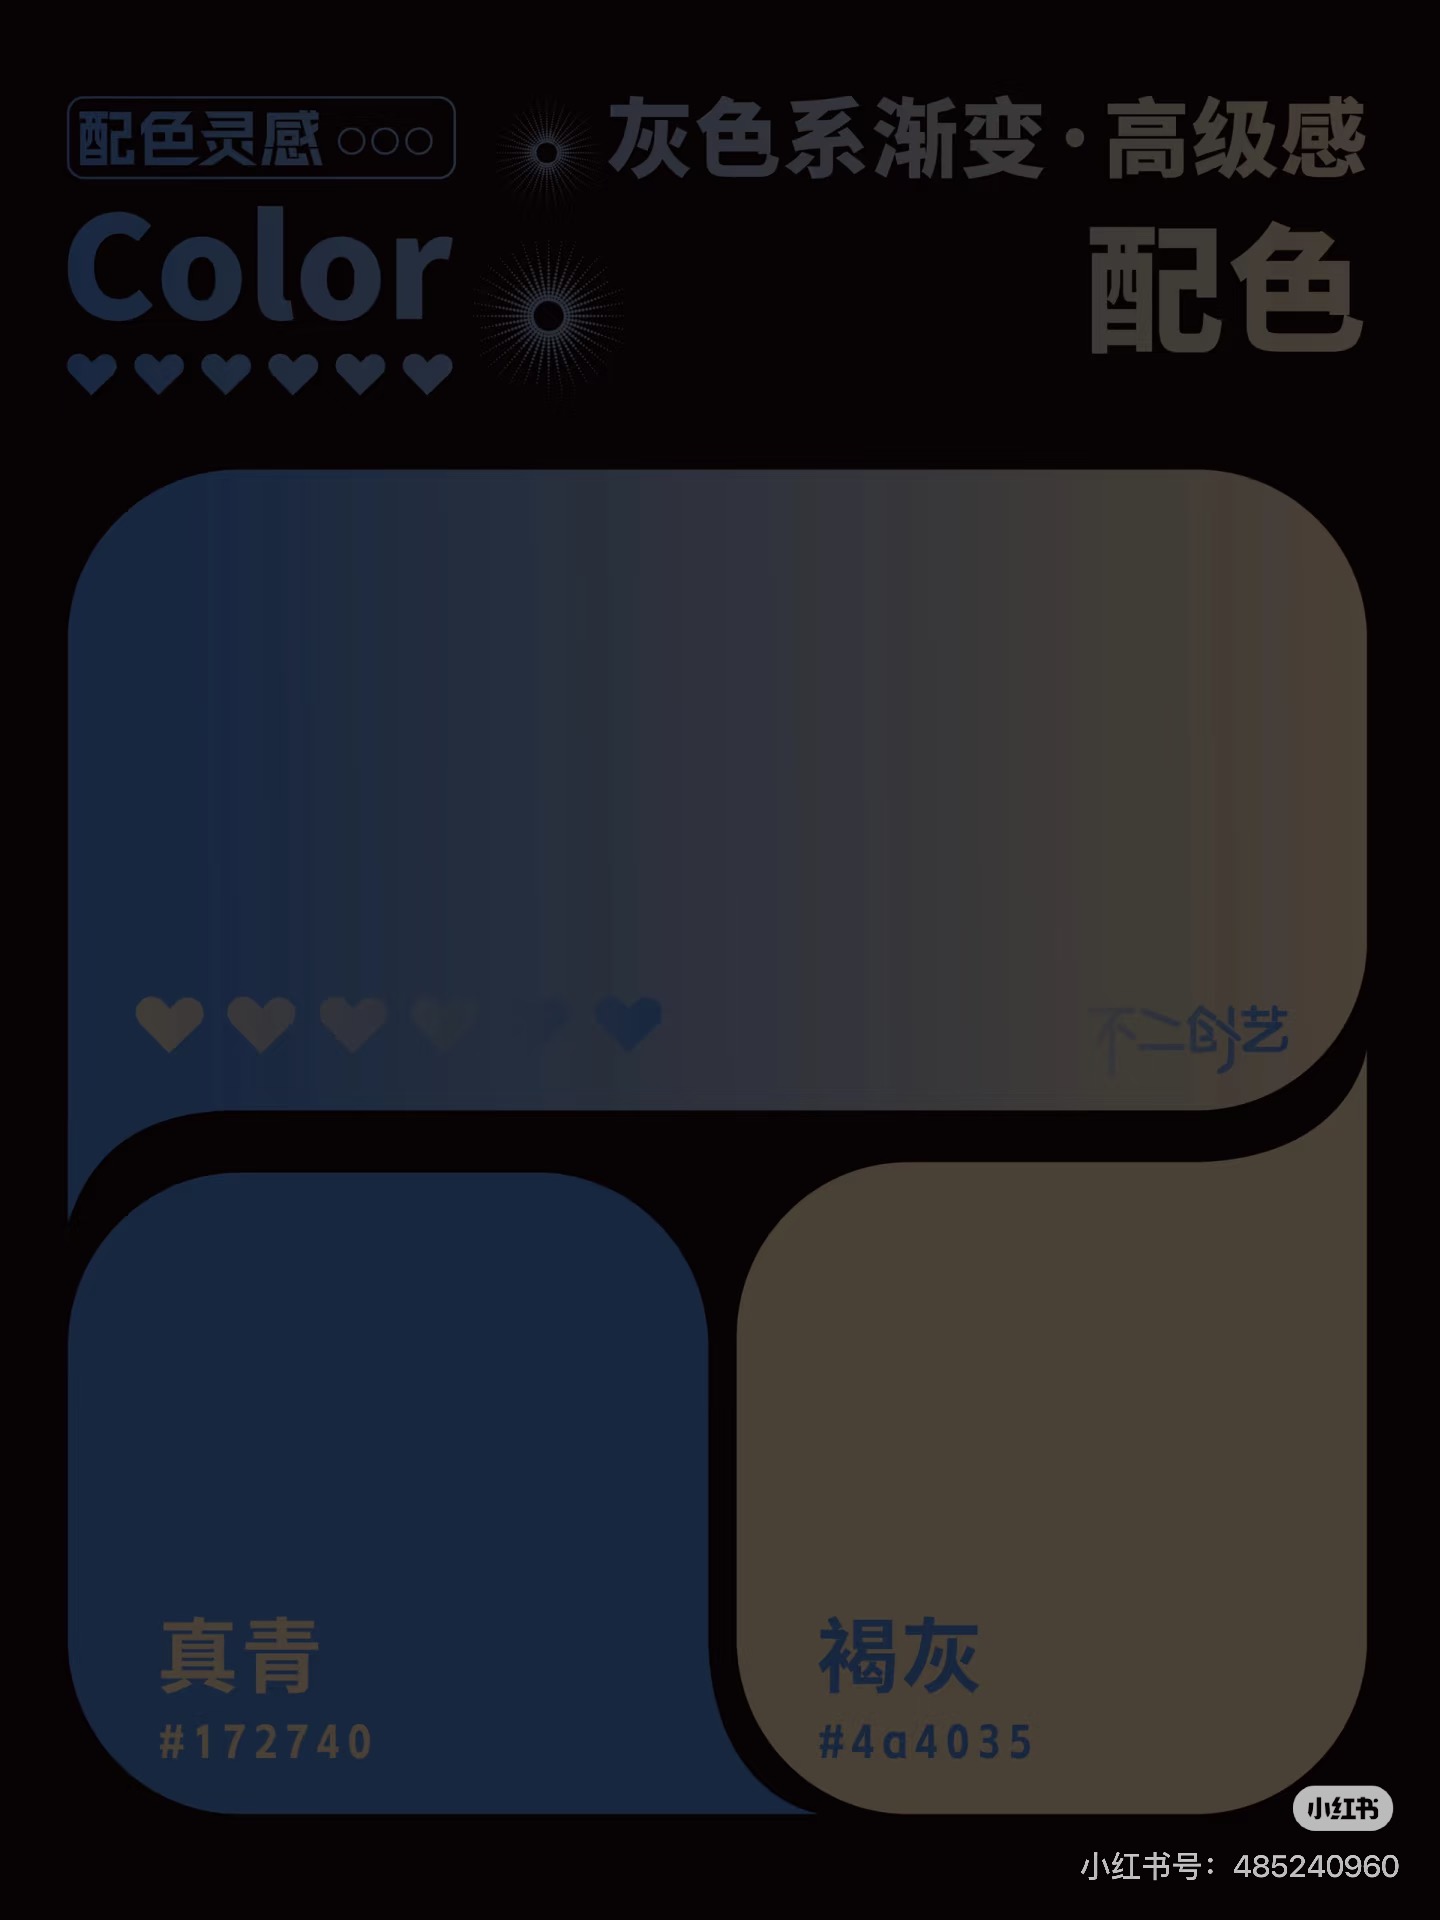 配色灵感 ○○○
灰色系渐变·高级感
Color
配色
不二创艺
真青
#172740
褐灰
#4a4035
小红书
小红书号：485240960